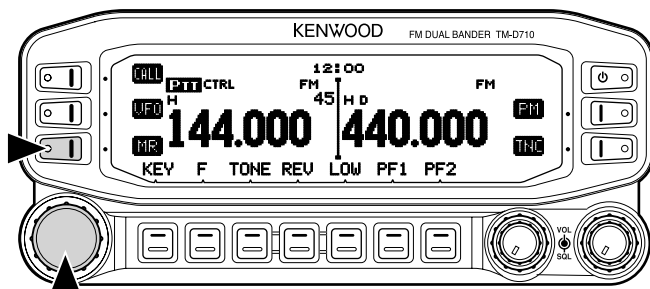 KENWOOD FM DUAL BANDER TM-D710
CALL 12:00
PTT CTRL FM 45 FM
VFO H H D PM
144.000 440.000
MR TNC
KEY F TONE REV LOW PF1 PF2
VOL
SQL